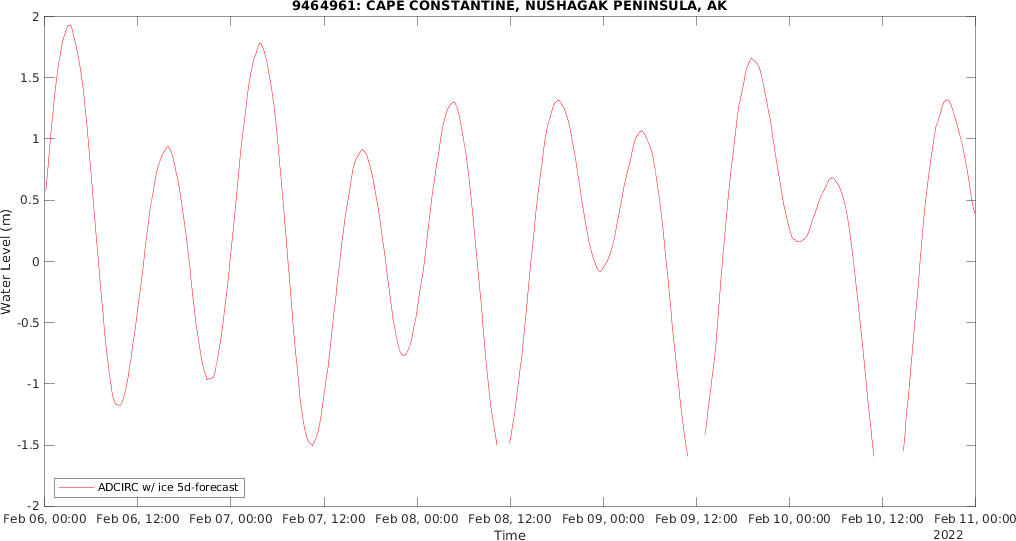 9464961: CAPE CONSTANTINE, NUSHAGAK PENINSULA, AK
2
1.5
1
0.5
0
-0.5
-1
-1.5
-2
Water Level (m)
ADCIRC w/ ice 5d-forecast
Feb 06, 00:00 Feb 06, 12:00 Feb 07, 00:00 Feb 07, 12:00 Feb 08, 00:00 Feb 08, 12:00 Feb 09, 00:00 Feb 09, 12:00 Feb 10, 00:00 Feb 10, 12:00 Feb 11, 00:00
2022
Time